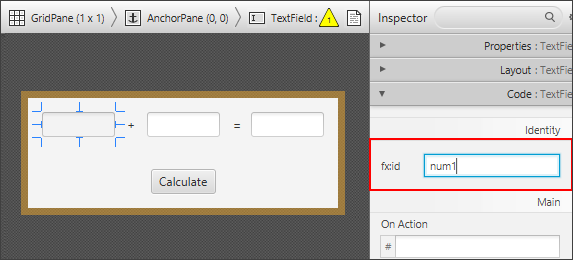 GridPane (1 x 1) AnchorPane (0, 0) TextField : 1
Inspector
Properties : TextFie
Layout : TextFie
Code : TextFie
Identity
fx:id num1
Main
On Action
#
+ =
Calculate